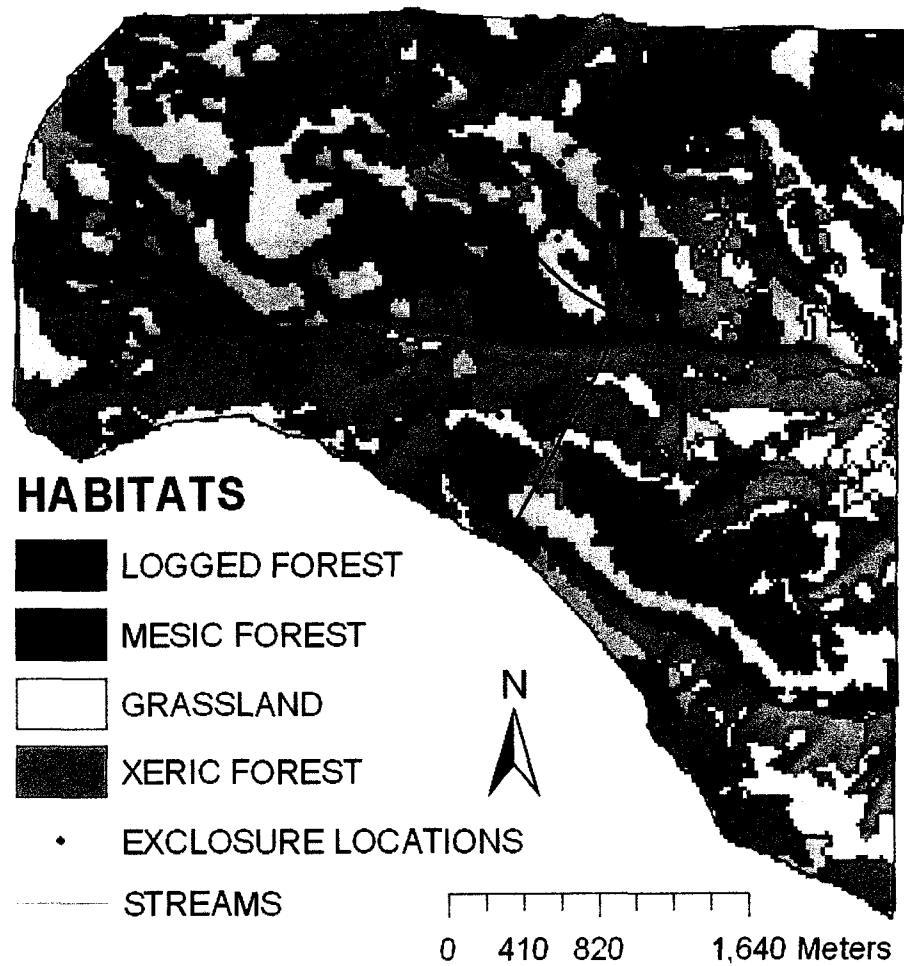 HABITATS
LOGGED FOREST
MESIC FOREST
GRASSLAND
XERIC FOREST
EXCLOSURE LOCATIONS
STREAMS
N
0 410 820 1,640 Meters